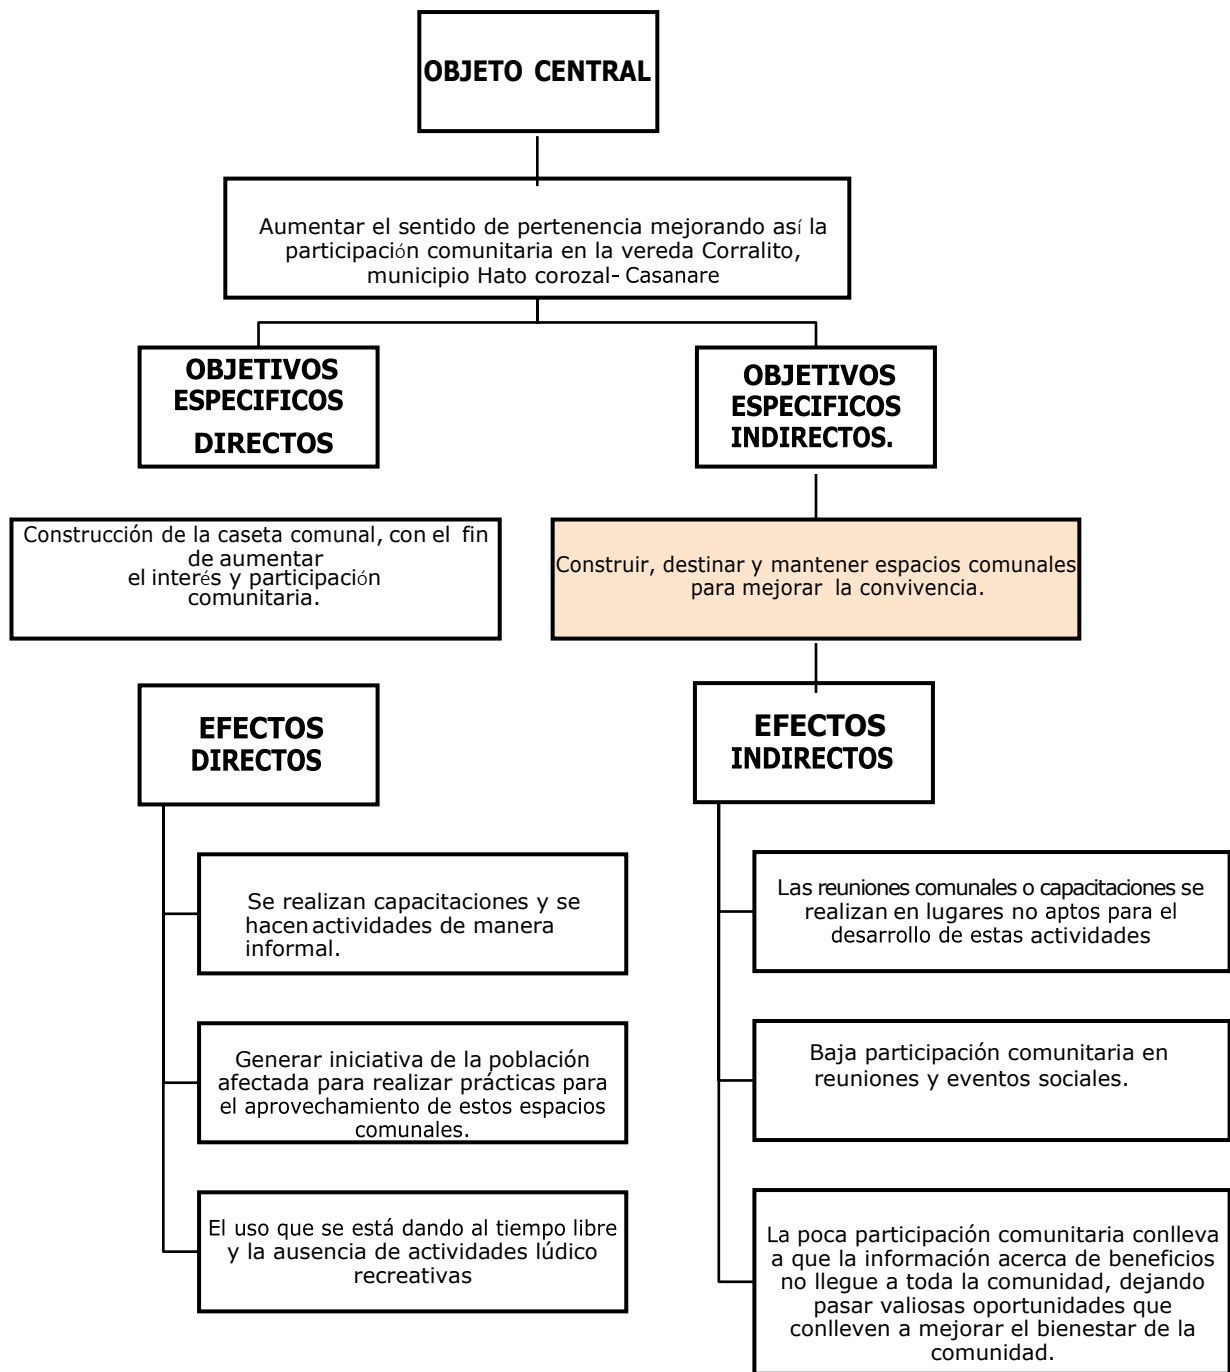 OBJETO CENTRAL
Aumentar el sentido de pertenencia mejorando así la
participación comunitaria en la vereda Corralito,
municipio Hato corozal- Casanare
OBJETIVOS
ESPECIFICOS
DIRECTOS
OBJETIVOS
ESPECIFICOS
INDIRECTOS.
Construcción de la caseta comunal, con el fin
de aumentar
el interés y participación
comunitaria.
Construir, destinar y mantener espacios comunales
para mejorar la convivencia.
EFECTOS
DIRECTOS
EFECTOS
INDIRECTOS
Se realizan capacitaciones y se
hacen actividades de manera
informal.
Las reuniones comunales o capacitaciones se
realizan en lugares no aptos para el
desarrollo de estas actividades
Generar iniciativa de la población
afectada para realizar prácticas para
el aprovechamiento de estos espacios
comunales.
Baja participación comunitaria en
reuniones y eventos sociales.
El uso que se está dando al tiempo libre
y la ausencia de actividades lúdico
recreativas
La poca participación comunitaria conlleva
a que la información acerca de beneficios
no llegue a toda la comunidad, dejando
pasar valiosas oportunidades que
conlleven a mejorar el bienestar de la
comunidad.